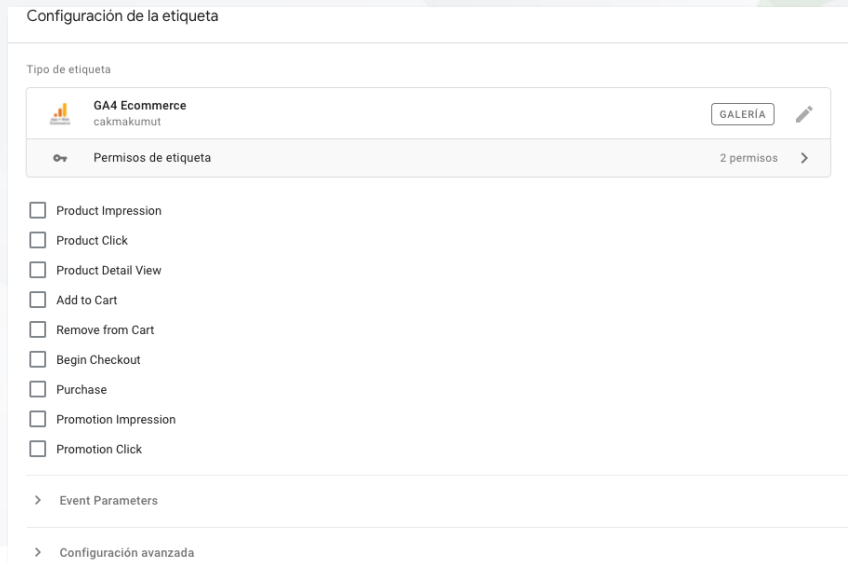 Configuración de la etiqueta
Tipo de etiqueta
GA4 Ecommerce
cakmakumut
GALERÍA
Permisos de etiqueta
2 permisos
Product Impression
Product Click
Product Detail View
Add to Cart
Remove from Cart
Begin Checkout
Purchase
Promotion Impression
Promotion Click
Event Parameters
Configuración avanzada